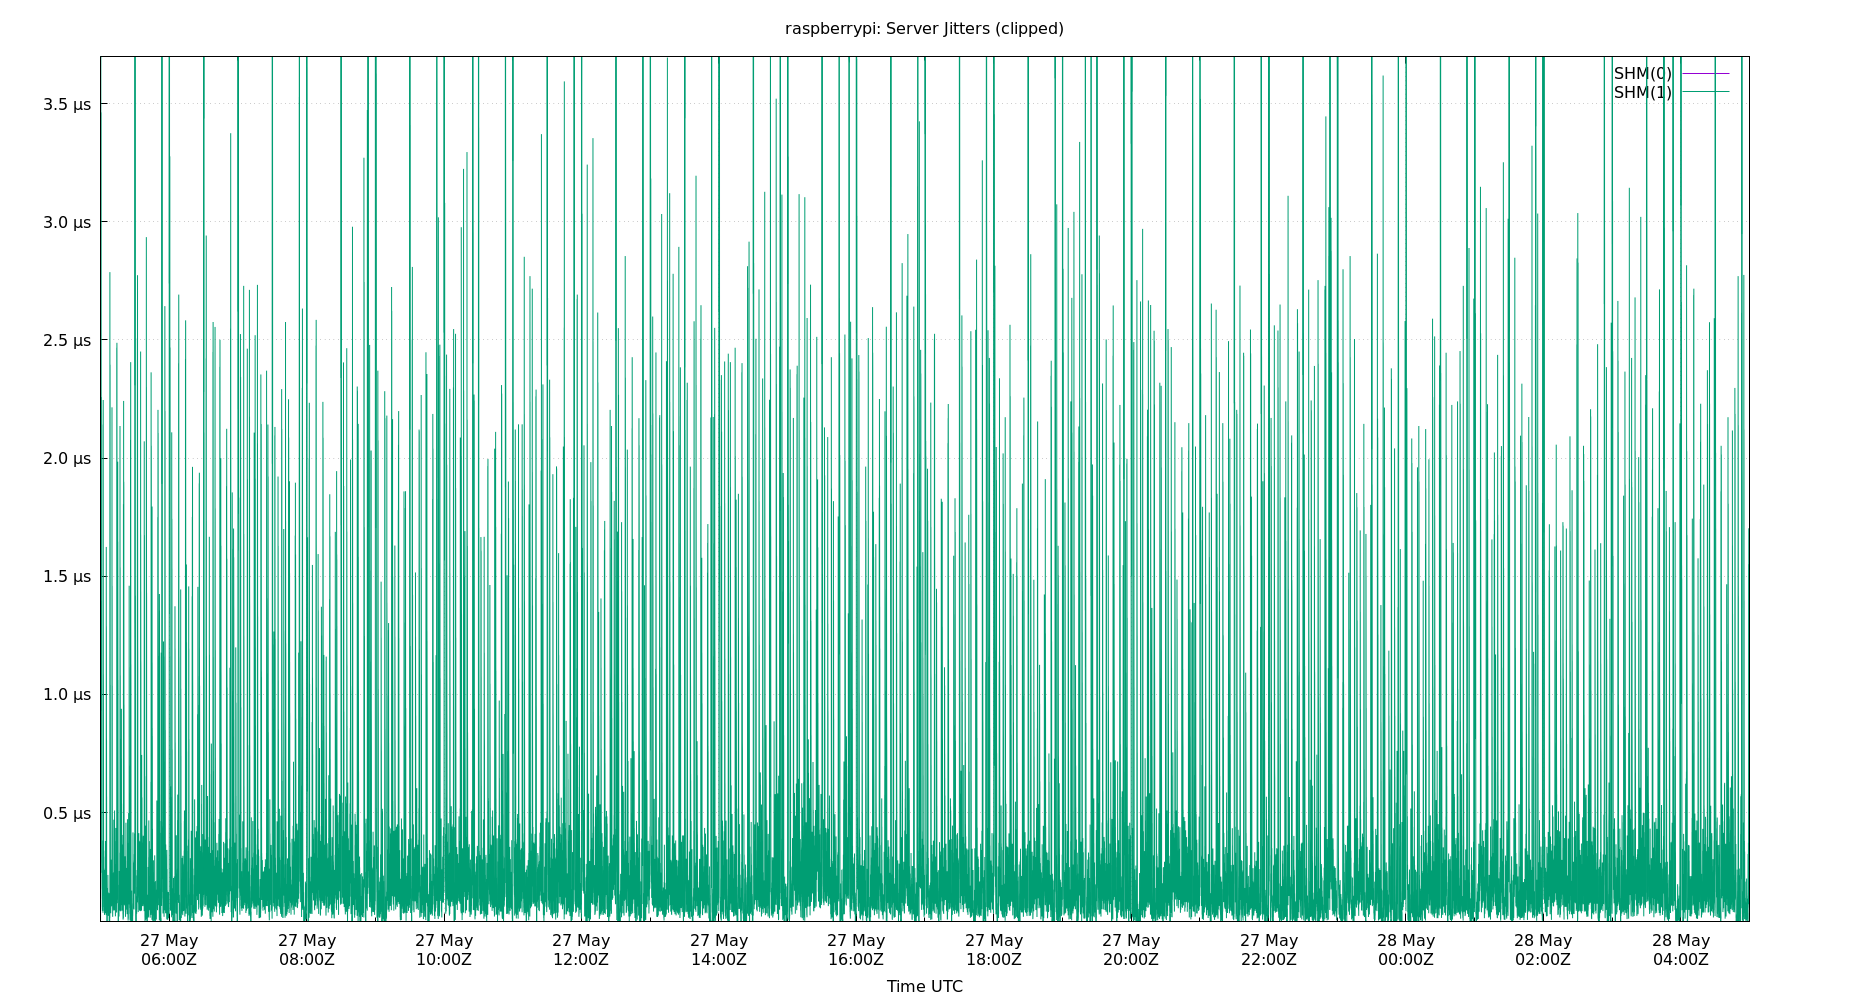 raspberrypi: Server Jitters (clipped)
SHM(0)
SHM(1)
3.5 µs
3.0 µs
2.5 µs
2.0 µs
1.5 µs
1.0 µs
0.5 µs
27 May 27 May 27 May 27 May 27 May 27 May 27 May 27 May 27 May 28 May 28 May 28 May
06:00Z 08:00Z 10:00Z 12:00Z 14:00Z 16:00Z 18:00Z 20:00Z 22:00Z 00:00Z 02:00Z 04:00Z
Time UTC